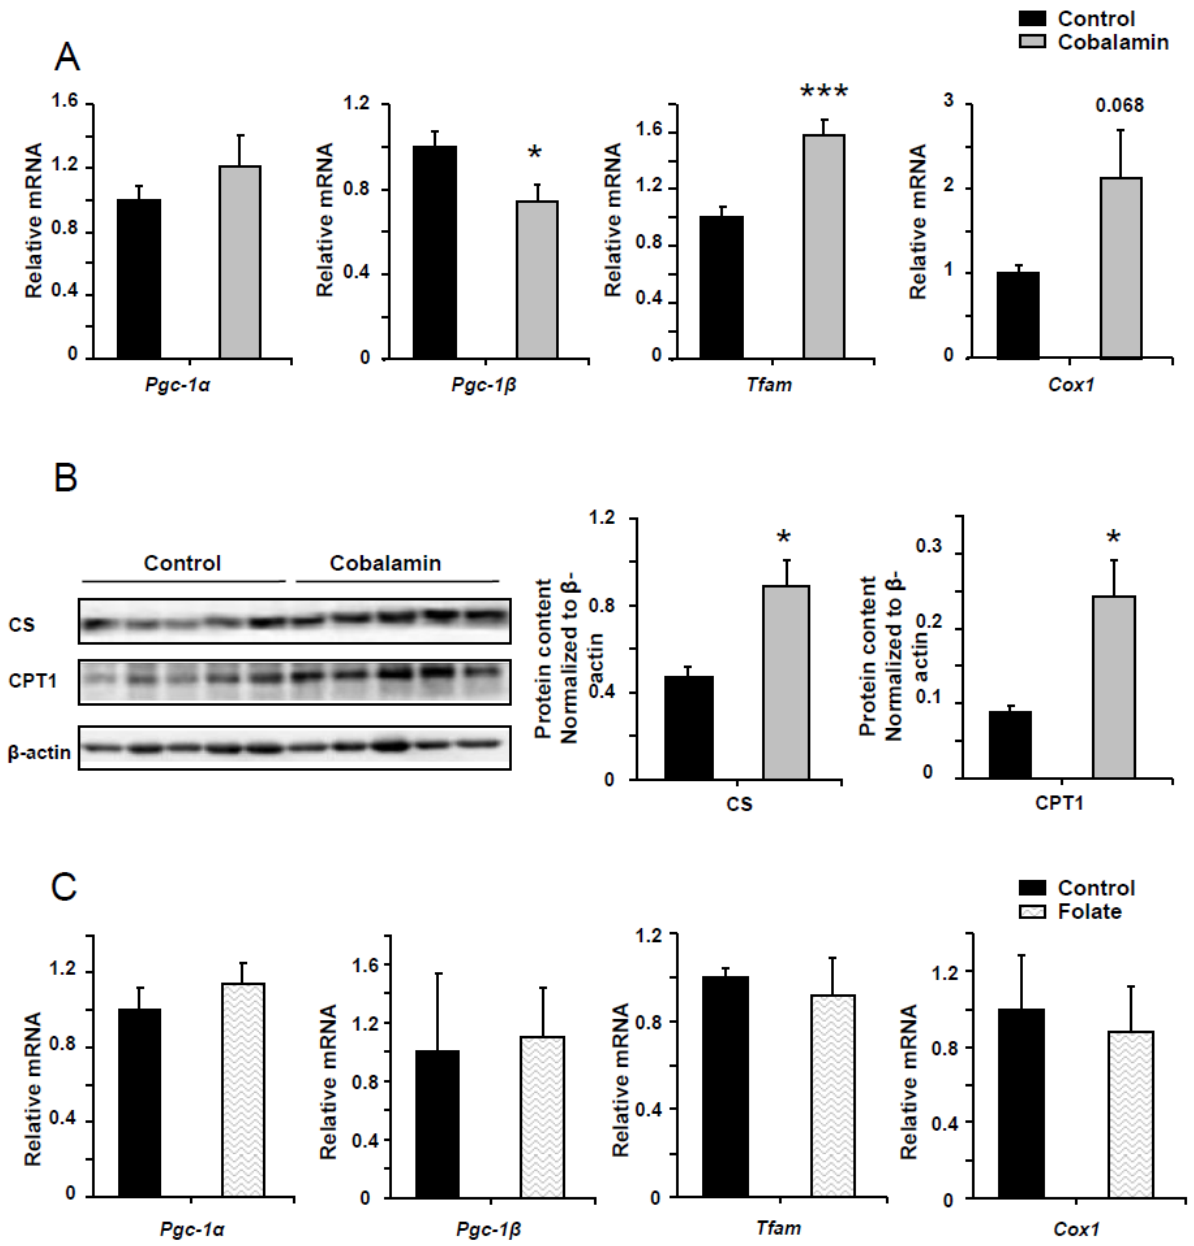 Control
Cobalamin
A
Relative mRNA
1.6
1.2
0.8
0.4
0
Pgc-1α
Relative mRNA
1.2
0.8
0.4
0
*
Pgc-1β
Relative mRNA
1.6
1.2
0.8
0.4
0
***
Tfam
Relative mRNA
3
2
1
0
0.068
Cox1
B
Control Cobalamin
CS
CPT1
β-actin
Protein content
Normalized to β-
actin
1.2
0.8
0.4
0
*
CS
Protein content
Normalized to β-
actin
0.3
0.2
0.1
0
*
CPT1
C
Control
Folate
Relative mRNA
1.2
0.8
0.4
0
Pgc-1α
Relative mRNA
1.6
1.2
0.8
0.4
0
Pgc-1β
Relative mRNA
1.2
0.8
0.4
0
Tfam
Relative mRNA
1.2
0.8
0.4
0
Cox1